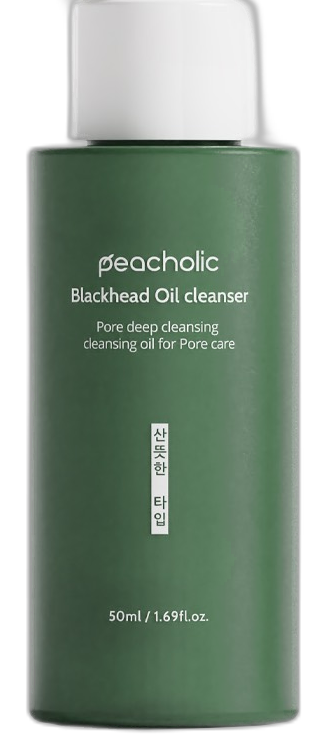 peacholic
Blackhead Oil cleanser
Pore deep cleansing
cleansing oil for Pore care
산뜻한 타입
50ml / 1.69fl.oz.